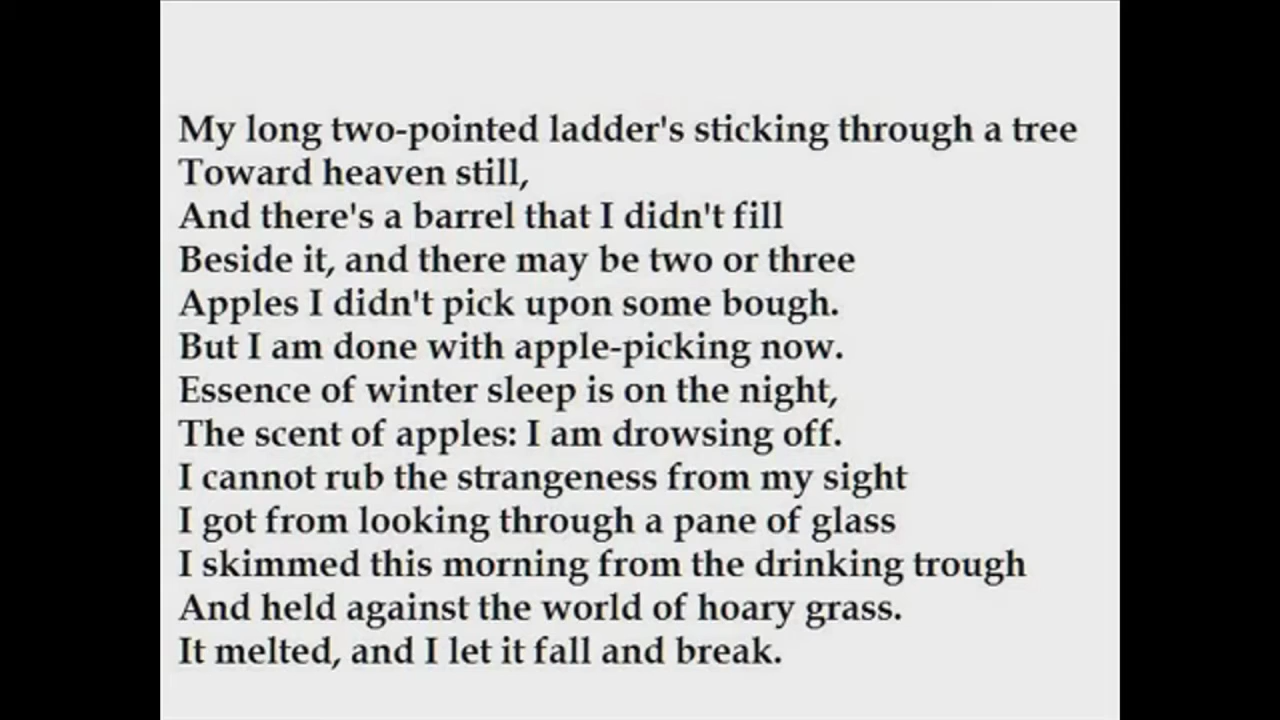 My long two-pointed ladder's sticking through a tree
Toward heaven still,
And there's a barrel that I didn't fill
Beside it, and there may be two or three
Apples I didn't pick upon some bough.
But I am done with apple-picking now.
Essence of winter sleep is on the night,
The scent of apples: I am drowsing off.
I cannot rub the strangeness from my sight
I got from looking through a pane of glass
I skimmed this morning from the drinking trough
And held against the world of hoary grass.
It melted, and I let it fall and break.